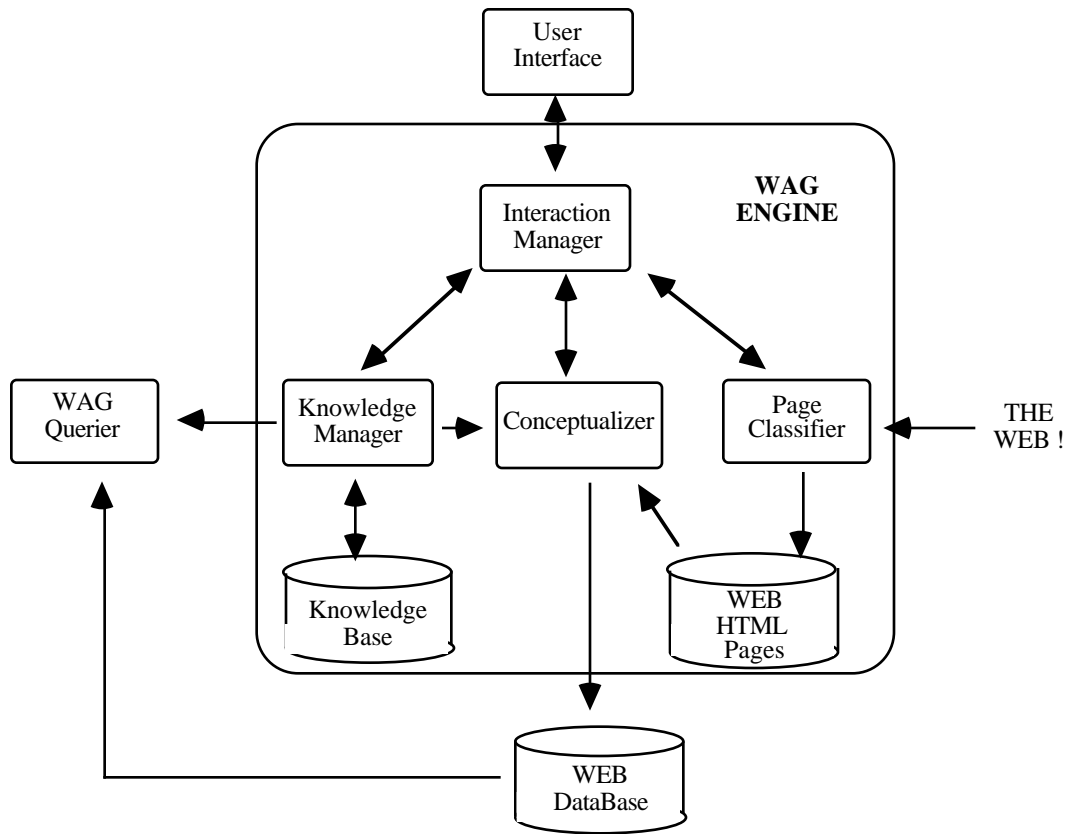 User
Interface
WAG
ENGINE
Interaction
Manager
WAG
Querier
Knowledge
Manager
Conceptualizer
Page
Classifier
THE
WEB !
Knowledge
Base
WEB
HTML
Pages
WEB
DataBase